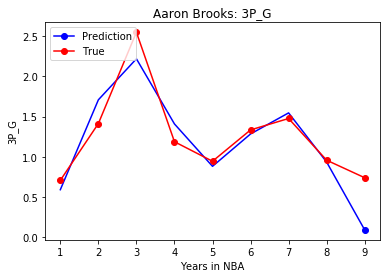 Aaron Brooks: 3P_G
Prediction
True
3P_G
2.5
2.0
1.5
1.0
0.5
0.0
1 2 3 4 5 6 7 8 9
Years in NBA